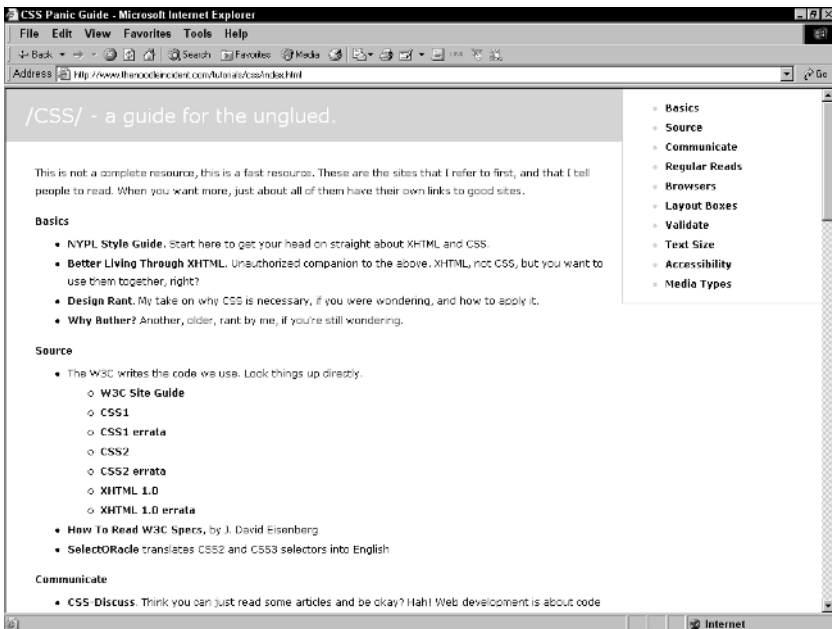 CSS Panic Guide - Microsoft Internet Explorer
File Edit View Favorites Tools Help
Back Search Favorites Media
Address http://www.thenoodleincident.com/tutorials/css/index.html Go
/CSS/ - a guide for the unglued.
Basics
Source
Communicate
Regular Reads
Browsers
Layout Boxes
Validate
Text Size
Accessibility
Media Types
This is not a complete resource, this is a fast resource. These are the sites that I refer to first, and that I tell
people to read. When you want more, just about all of them have their own links to good sites.
Basics
NYPL Style Guide. Start here to get your head on straight about XHTML and CSS.
Better Living Through XHTML. Unauthorized companion to the above. XHTML, not CSS, but you want to
use them together, right?
Design Rant. My take on why CSS is necessary, if you were wondering, and how to apply it.
Why Bother? Another, older, rant by me, if you're still wondering.
Source
The W3C writes the code we use. Look things up directly.
W3C Site Guide
CSS1
CSS1 errata
CSS2
CSS2 errata
XHTML 1.0
XHTML 1.0 errata
How To Read W3C Specs, by J. David Eisenberg
SelectORacle translates CSS2 and CSS3 selectors into English
Communicate
CSS-Discuss. Think you can just read some articles and be okay? Hah! Web development is about code
Internet